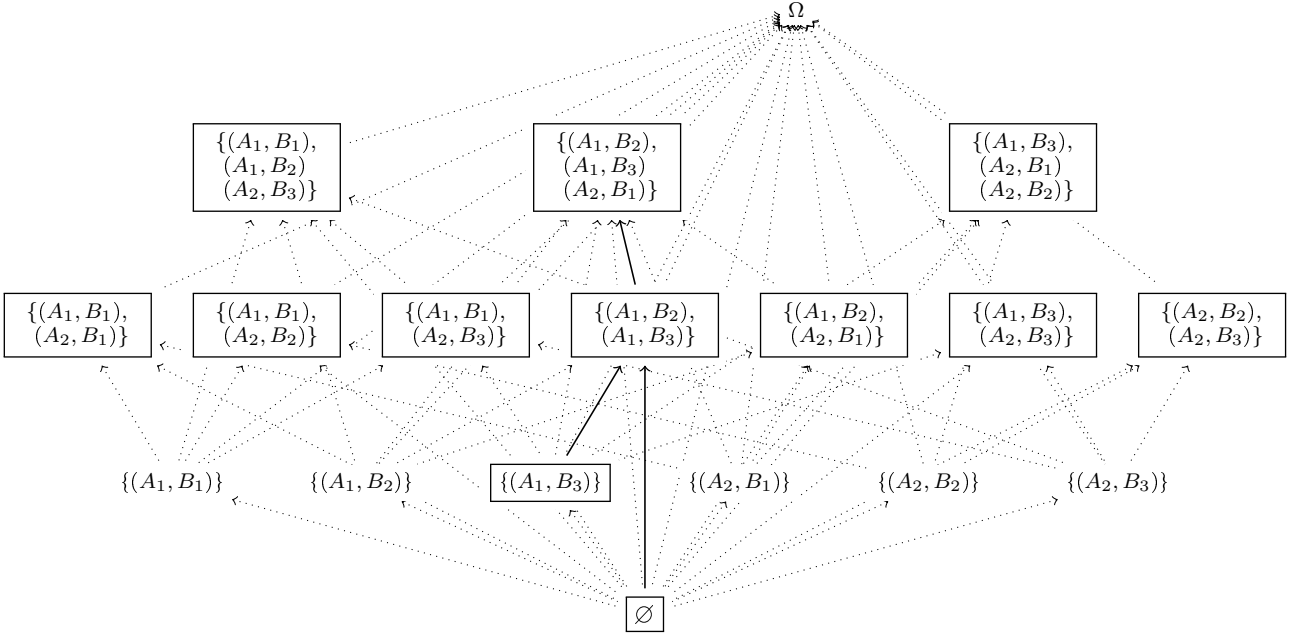 Ω
{(A₁, B₁),
(A₁, B₂)
(A₂, B₃)}
{(A₁, B₂),
(A₁, B₃)
(A₂, B₁)}
{(A₁, B₃),
(A₂, B₁)
(A₂, B₂)}
{(A₁, B₁),
(A₂, B₁)}
{(A₁, B₁),
(A₂, B₂)}
{(A₁, B₁),
(A₂, B₃)}
{(A₁, B₂),
(A₁, B₃)}
{(A₁, B₂),
(A₂, B₁)}
{(A₁, B₃),
(A₂, B₃)}
{(A₂, B₂),
(A₂, B₃)}
{(A₁, B₁)}
{(A₁, B₂)}
{(A₁, B₃)}
{(A₂, B₁)}
{(A₂, B₂)}
{(A₂, B₃)}
∅